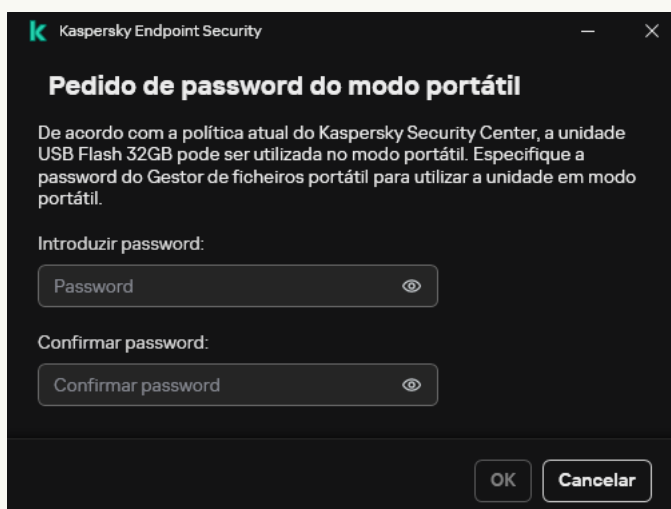 Kaspersky Endpoint Security
Pedido de password do modo portátil
De acordo com a política atual do Kaspersky Security Center, a unidade
USB Flash 32GB pode ser utilizada no modo portátil. Especifique a
password do Gestor de ficheiros portátil para utilizar a unidade em modo
portátil.
Introduzir password:
Password
Confirmar password:
Confirmar password
OK
Cancelar